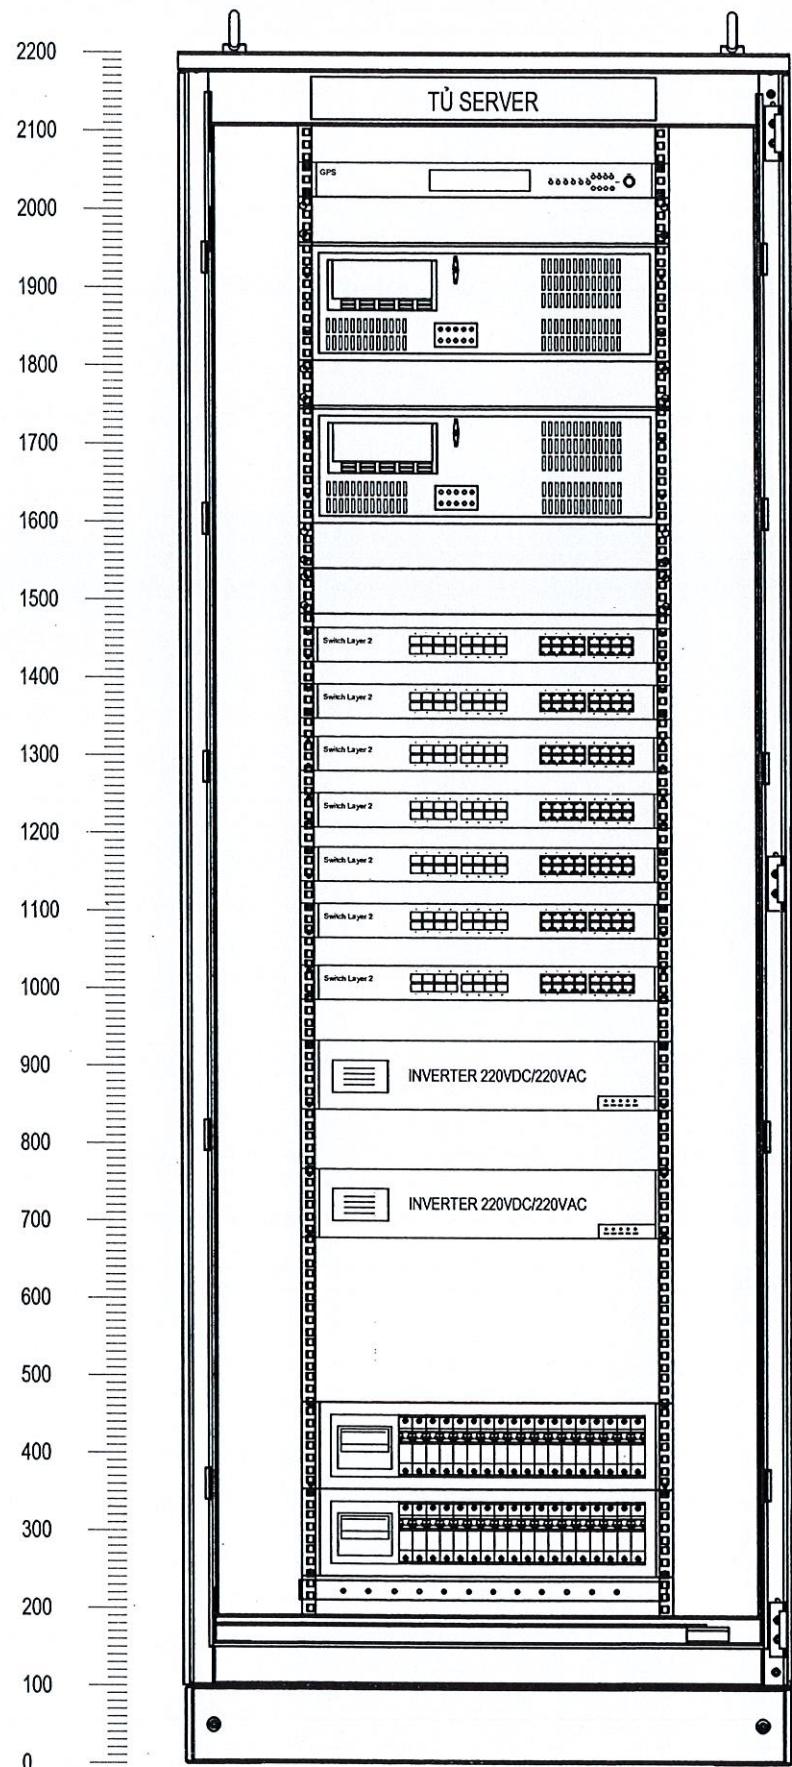 2200
TỦ SERVER
2100
GPS
2000
1900
1800
1700
1600
1500
Switch Layer 2
1400
Switch Layer 2
1300
Switch Layer 2
Switch Layer 2
1200
Switch Layer 2
1100
Switch Layer 2
1000
Switch Layer 2
900
INVERTER 220VDC/220VAC
800
700
INVERTER 220VDC/220VAC
600
500
400
300
200
100
0